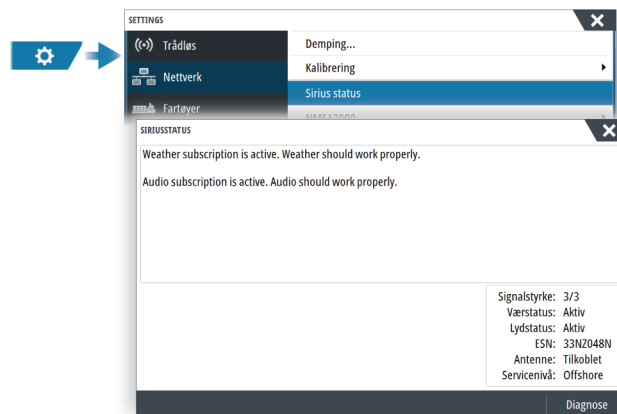 SETTINGS
Trådløs
Demping...
Nettverk
Kalibrering
Sirius status
Fartøyer
NMEA2000
SIRIUSSTATUS
Weather subscription is active. Weather should work properly.
Audio subscription is active. Audio should work properly.
Signalstyrke: 3/3
Værstatus: Aktiv
Lydstatus: Aktiv
ESN: 33NZ048N
Antenne: Tilkoblet
Servicenivå: Offshore
Diagnose